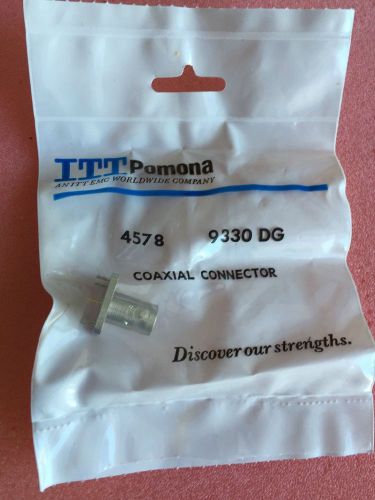 ITT Pomona
AN ITT EMC WORLDWIDE COMPANY
4578 9330 DG
COAXIAL CONNECTOR
Discover our strengths.